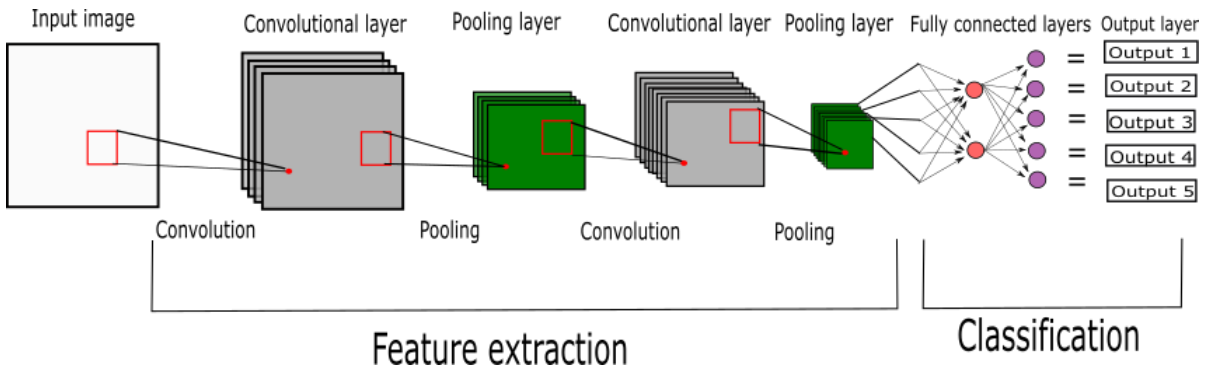 Input image
Convolutional layer
Pooling layer
Convolutional layer
Pooling layer
Fully connected layers
Output layer
= Output 1
= Output 2
= Output 3
= Output 4
= Output 5
Convolution
Pooling
Convolution
Pooling
Feature extraction
Classification